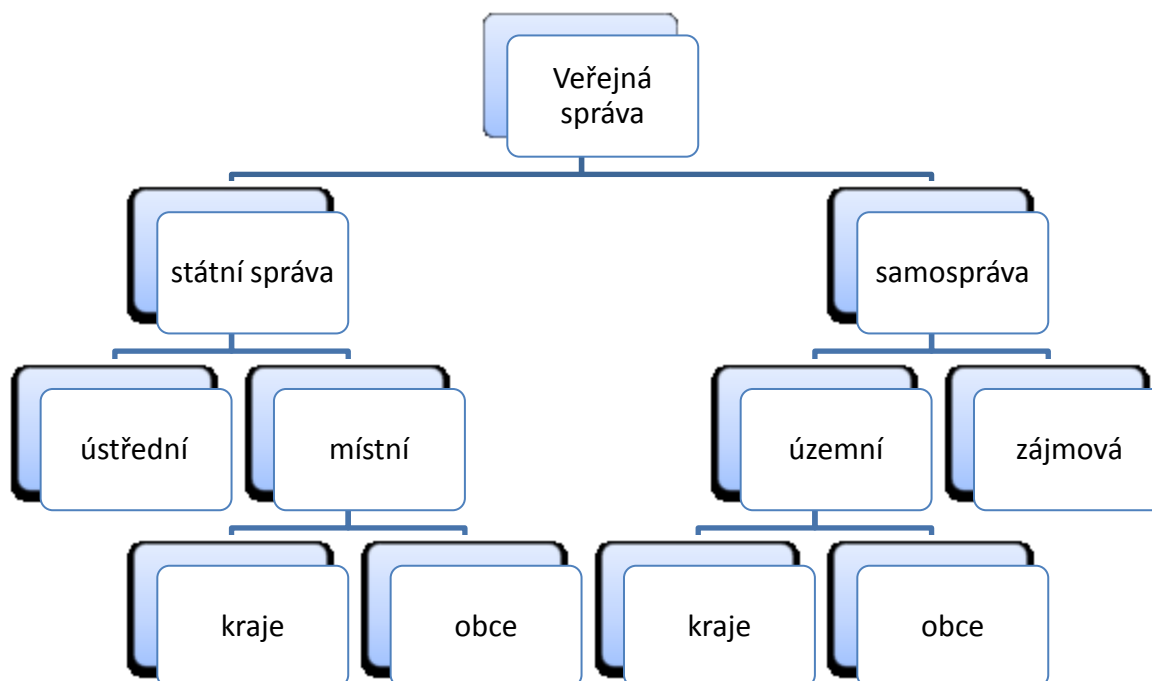 Veřejná
správa
státní správa
samospráva
ústřední
místní
územní
zájmová
kraje
obce
kraje
obce